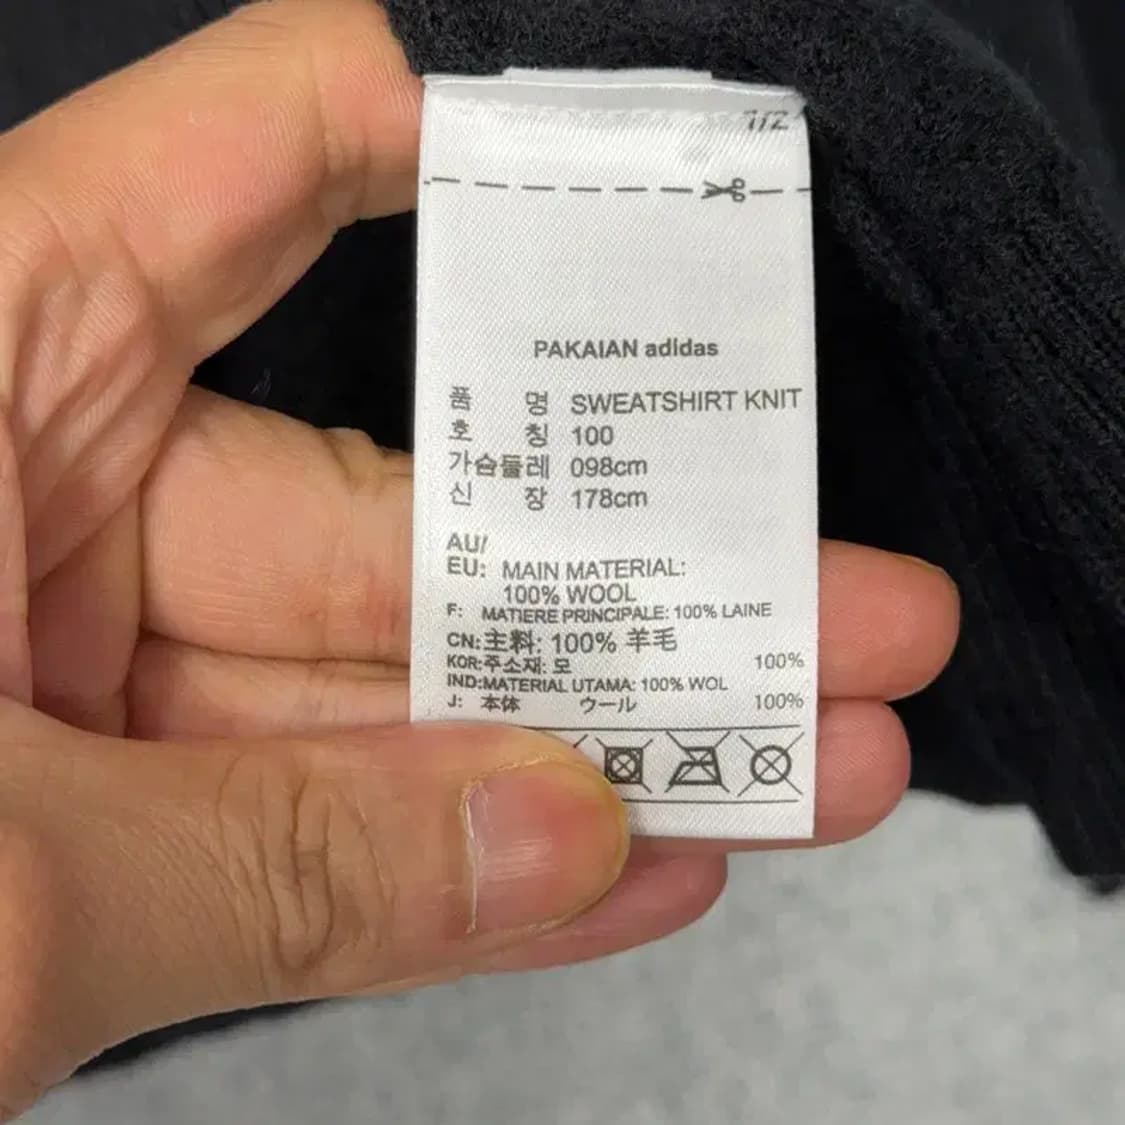 1/2
PAKAIAN adidas
품 명 SWEATSHIRT KNIT
호 칭 100
가슴둘레 098cm
신 장 178cm
AU/
EU: MAIN MATERIAL:
100% WOOL
F: MATIERE PRINCIPALE: 100% LAINE
CN:主料: 100% 羊毛
KOR:주소재: 모 100%
IND:MATERIAL UTAMA: 100% WOL
J: 本体 ウール 100%